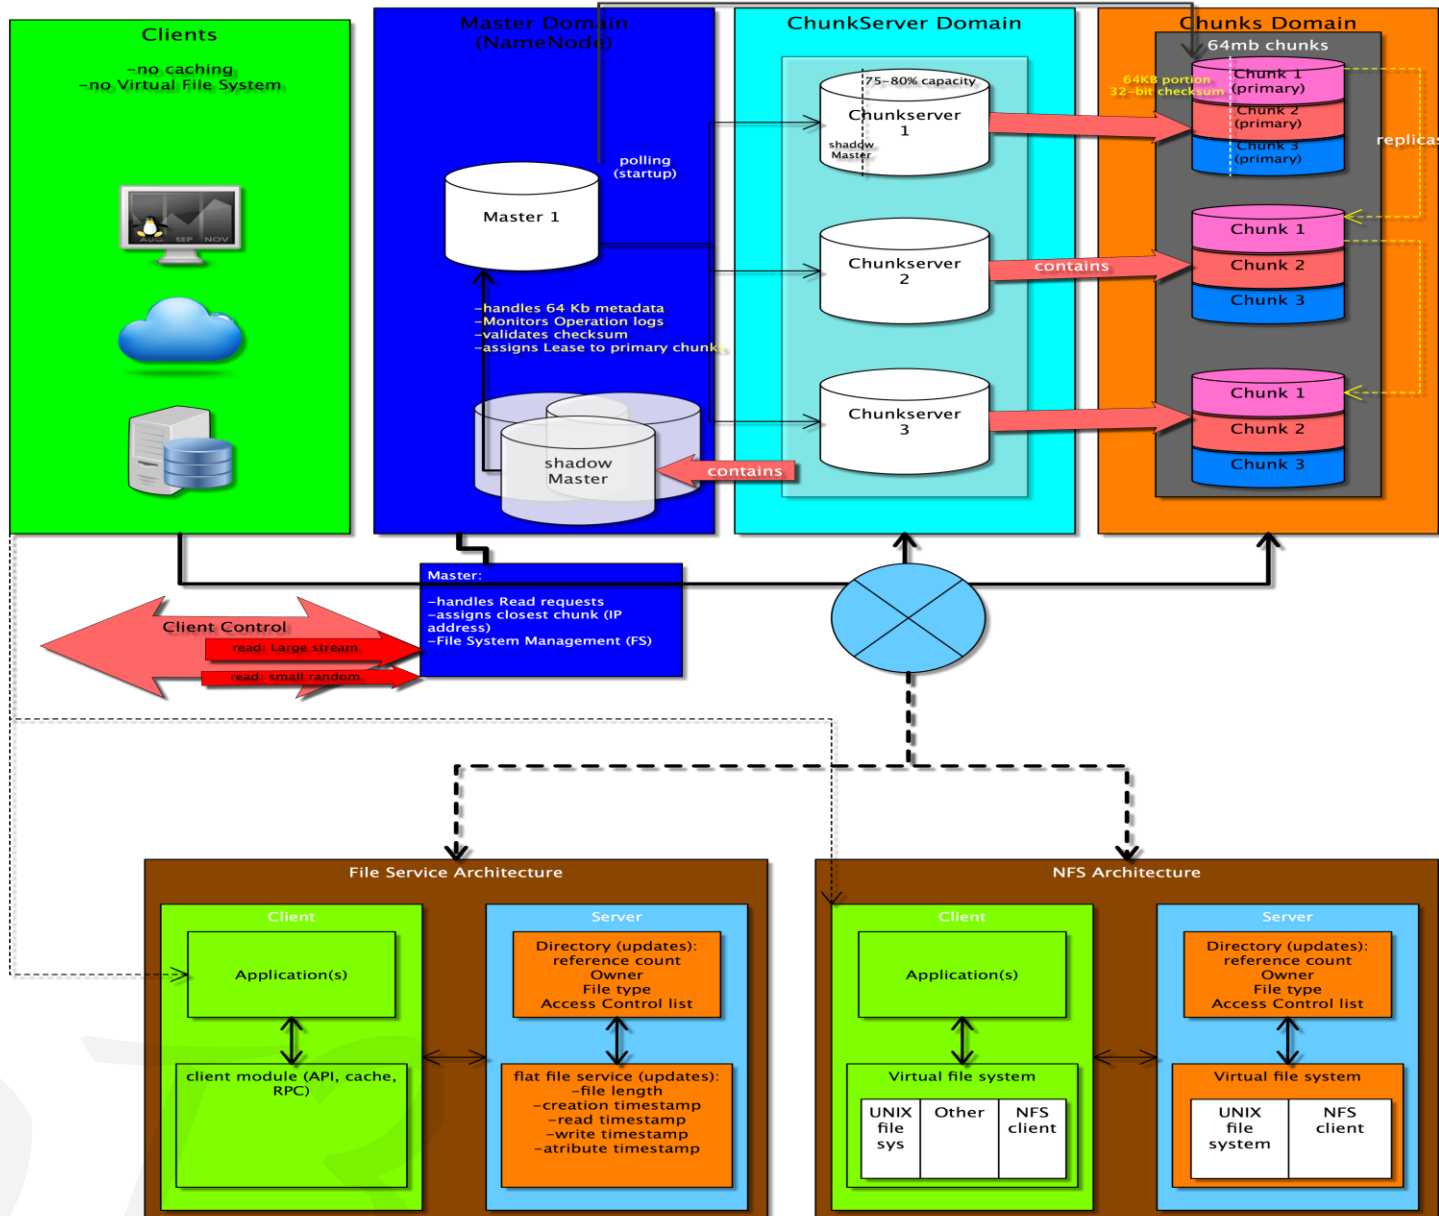 Clients
-no caching
-no Virtual File System
AUG SEP NOV
Master Domain
(NameNode)
polling
(startup)
Master 1
-handles 64 Kb metadata
-Monitors Operation logs
-validates checksum
-assigns Lease to primary chunks
shadow
Master
ChunkServer Domain
75-80% capacity
Chunkserver
1
shadow
Master
Chunkserver
2
Chunkserver
3
contains
Chunks Domain
64mb chunks
64KB portion
32-bit checksum
Chunk 1
(primary)
Chunk 2
(primary)
Chunk 3
(primary)
replicas
contains
Chunk 1
Chunk 2
Chunk 3
Chunk 1
Chunk 2
Chunk 3
Master:
-handles Read requests
-assigns closest chunk (IP
address)
-File System Management (FS)
Client Control
read: Large stream
read: small random
File Service Architecture
Client
Application(s)
client module (API, cache,
RPC)
Server
Directory (updates):
reference count
Owner
File type
Access Control list
flat file service (updates):
-file length
-creation timestamp
-read timestamp
-write timestamp
-atribute timestamp
NFS Architecture
Client
Application(s)
Virtual file system
UNIX
file
sys
Other
NFS
client
Server
Directory (updates):
reference count
Owner
File type
Access Control list
Virtual file system
UNIX
file
system
NFS
client